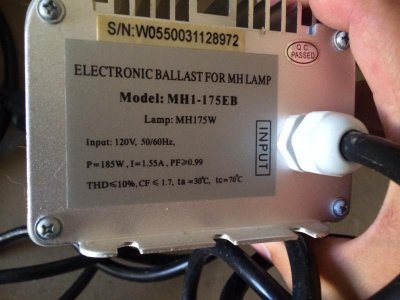 S/N:W0550031128972
Q.C.
PASSED
ELECTRONIC BALLAST FOR MH LAMP
Model: MH1-175EB
Lamp: MH175W
Input: 120V, 50/60Hz,
P=185W, I=1.55A, PF≥0.99
THD≤10%, CF≤1.7, ta=30℃, tc=70℃
INPUT